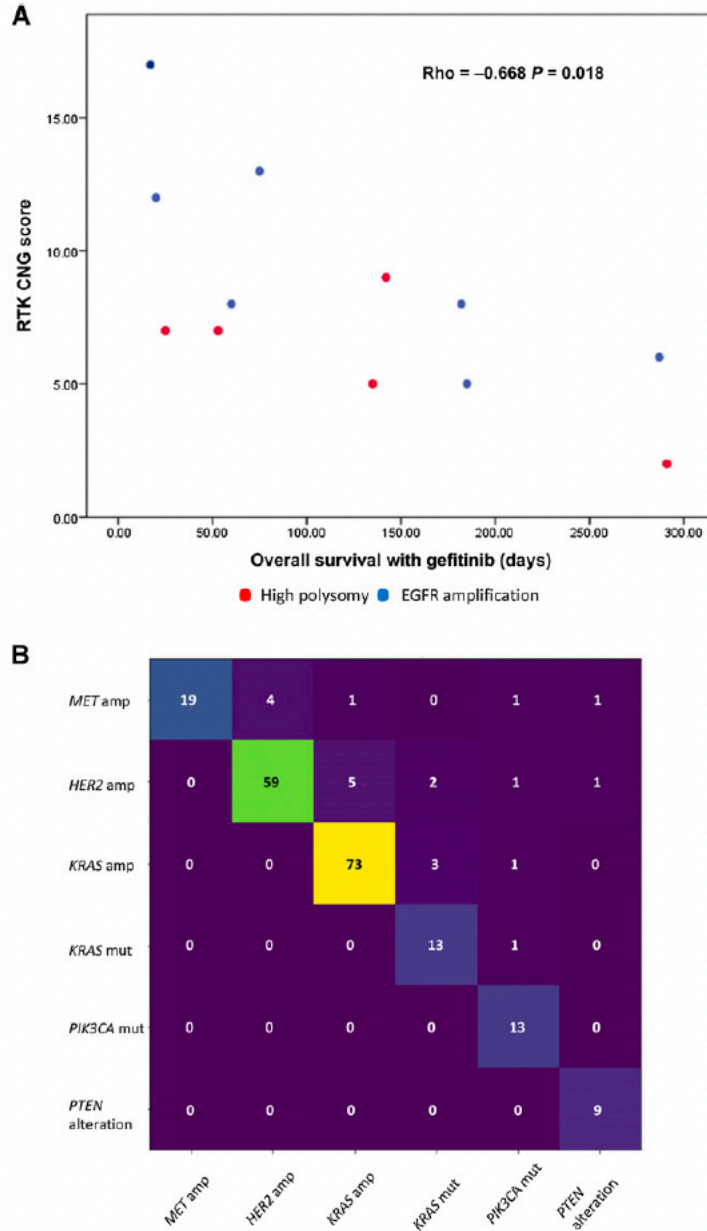 A
Rho = –0.668 P = 0.018
RTK CNG score
15.00
10.00
5.00
0.00
0.00 50.00 100.00 150.00 200.00 250.00 300.00
Overall survival with gefitinib (days)
High polysomy EGFR amplification
B
MET amp 19 4 1 0 1 1
HER2 amp 0 59 5 2 1 1
KRAS amp 0 0 73 3 1 0
KRAS mut 0 0 0 13 1 0
PIK3CA mut 0 0 0 0 13 0
PTEN
alteration 0 0 0 0 0 9
MET amp HER2 amp KRAS amp KRAS mut PIK3CA mut PTEN
alteration